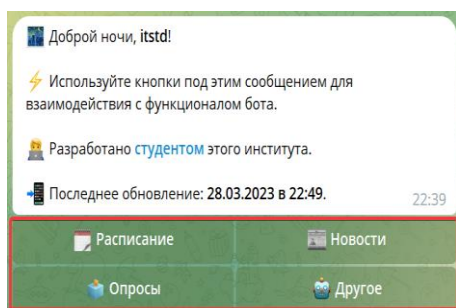 Доброй ночи, itstd!
Используйте кнопки под этим сообщением для
взаимодействия с функционалом бота.
Разработано студентом этого института.
Последнее обновление: 28.03.2023 в 22:49.
22:39
Расписание
Новости
Опросы
Другое